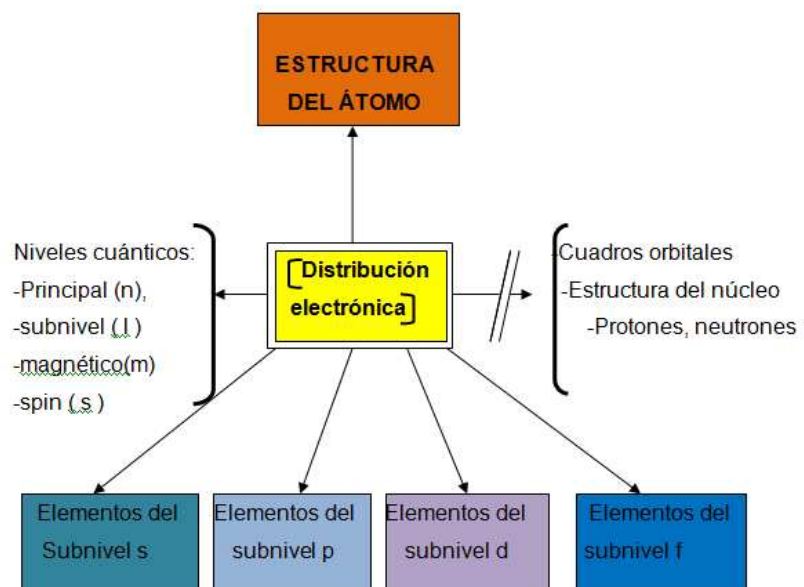 ESTRUCTURA
DEL ÁTOMO
Niveles cuánticos:
-Principal (n),
-subnivel ( l )
-magnético(m)
-spin ( s )
[Distribución
electrónica]
-Cuadros orbitales
-Estructura del núcleo
-Protones, neutrones
Elementos del
Subnivel s
Elementos del
subnivel p
Elementos del
subnivel d
Elementos del
subnivel f